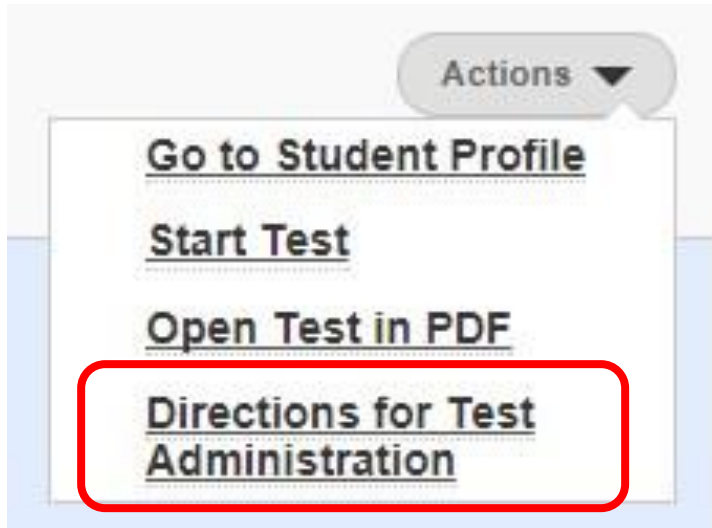 Actions
Go to Student Profile
Start Test
Open Test in PDF
Directions for Test
Administration